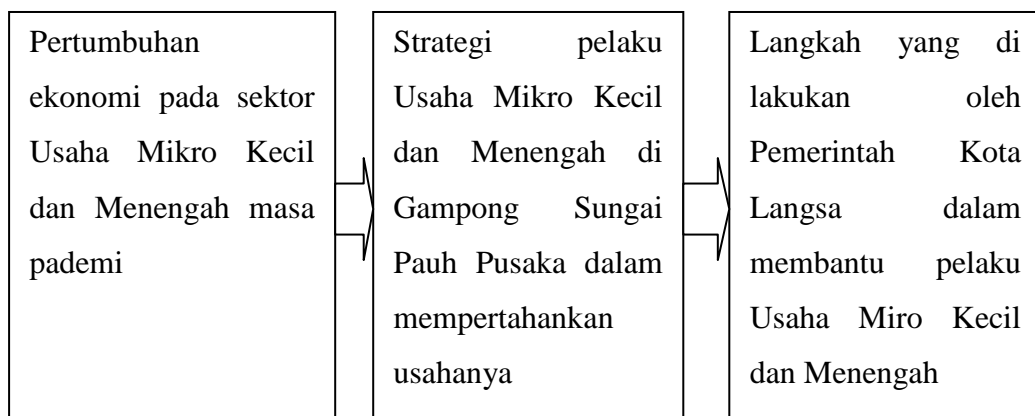 Pertumbuhan
ekonomi pada sektor
Usaha Mikro Kecil
dan Menengah masa
pademi
Strategi pelaku
Usaha Mikro Kecil
dan Menengah di
Gampong Sungai
Pauh Pusaka dalam
mempertahankan
usahanya
Langkah yang di
lakukan oleh
Pemerintah Kota
Langsa dalam
membantu pelaku
Usaha Miro Kecil
dan Menengah